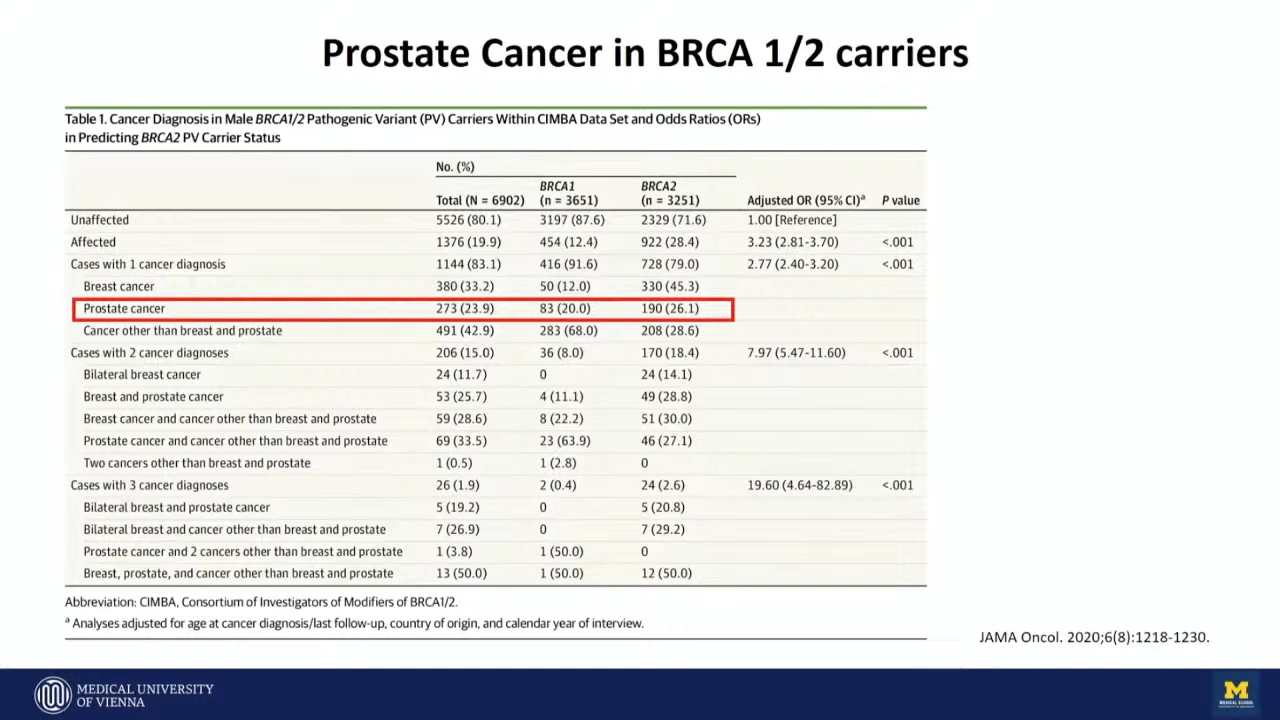 Prostate Cancer in BRCA 1/2 carriers
Table 1. Cancer Diagnosis in Male BRCA1/2 Pathogenic Variant (PV) Carriers Within CIMBA Data Set and Odds Ratios (ORs)
in Predicting BRCA2 PV Carrier Status
No. (%)
Total (N = 6902) BRCA1 (n = 3651) BRCA2 (n = 3251) Adjusted OR (95% CI)a P value
Unaffected 5526 (80.1) 3197 (87.6) 2329 (71.6) 1.00 [Reference]
Affected 1376 (19.9) 454 (12.4) 922 (28.4) 3.23 (2.81-3.70) <.001
Cases with 1 cancer diagnosis 1144 (83.1) 416 (91.6) 728 (79.0) 2.77 (2.40-3.20) <.001
Breast cancer 380 (33.2) 50 (12.0) 330 (45.3)
Prostate cancer 273 (23.9) 83 (20.0) 190 (26.1)
Cancer other than breast and prostate 491 (42.9) 283 (68.0) 208 (28.6)
Cases with 2 cancer diagnoses 206 (15.0) 36 (8.0) 170 (18.4) 7.97 (5.47-11.60) <.001
Bilateral breast cancer 24 (11.7) 0 24 (14.1)
Breast and prostate cancer 53 (25.7) 4 (11.1) 49 (28.8)
Breast cancer and cancer other than breast and prostate 59 (28.6) 8 (22.2) 51 (30.0)
Prostate cancer and cancer other than breast and prostate 69 (33.5) 23 (63.9) 46 (27.1)
Two cancers other than breast and prostate 1 (0.5) 1 (2.8) 0
Cases with 3 cancer diagnoses 26 (1.9) 2 (0.4) 24 (2.6) 19.60 (4.64-82.89) <.001
Bilateral breast and prostate cancer 5 (19.2) 0 5 (20.8)
Bilateral breast and cancer other than breast and prostate 7 (26.9) 0 7 (29.2)
Prostate cancer and 2 cancers other than breast and prostate 1 (3.8) 1 (50.0) 0
Breast, prostate, and cancer other than breast and prostate 13 (50.0) 1 (50.0) 12 (50.0)
Abbreviation: CIMBA, Consortium of Investigators of Modifiers of BRCA1/2.
a Analyses adjusted for age at cancer diagnosis/last follow-up, country of origin, and calendar year of interview.
JAMA Oncol. 2020;6(8):1218-1230.
MEDICAL UNIVERSITY
OF VIENNA
M
MEDICAL SCHOOL